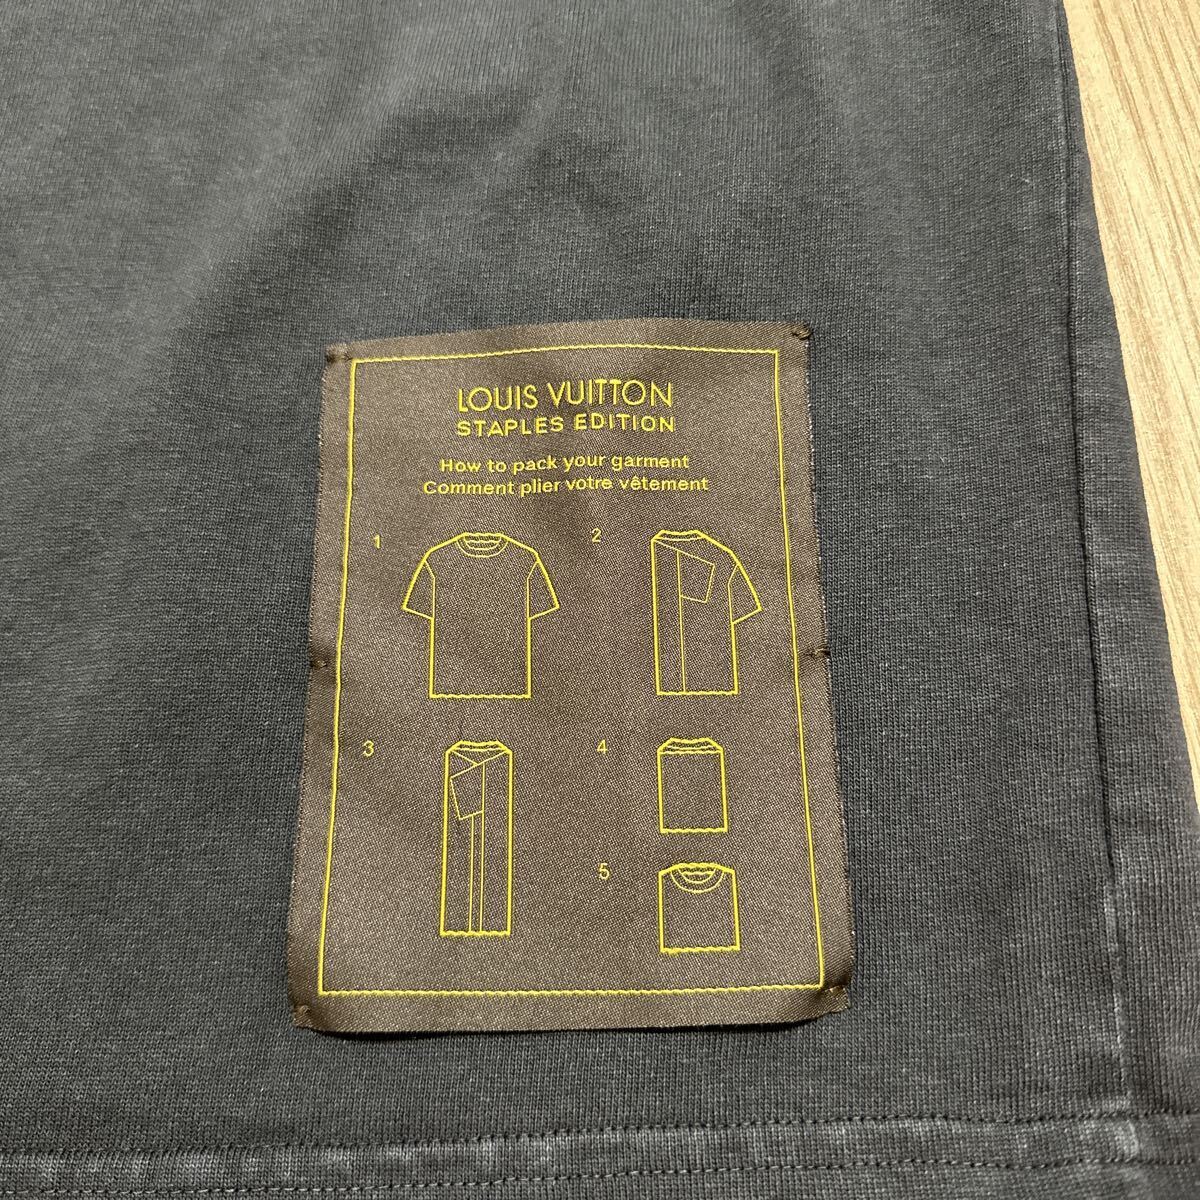 LOUIS VUITTON
STAPLES EDITION
How to pack your garment
Comment plier votre vêtement
1
2
3
4
5